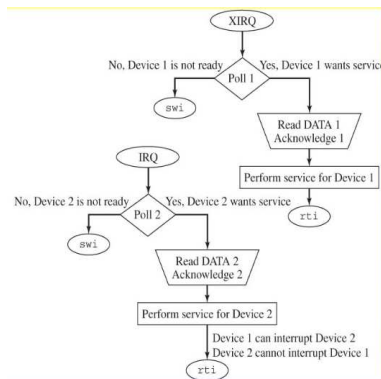 XIRQ
No, Device 1 is not ready
Yes, Device 1 wants service
Poll 1
swi
Read DATA 1
Acknowledge 1
Perform service for Device 1
rti
IRQ
No, Device 2 is not ready
Yes, Device 2 wants service
Poll 2
swi
Read DATA 2
Acknowledge 2
Perform service for Device 2
Device 1 can interrupt Device 2
Device 2 cannot interrupt Device 1
rti